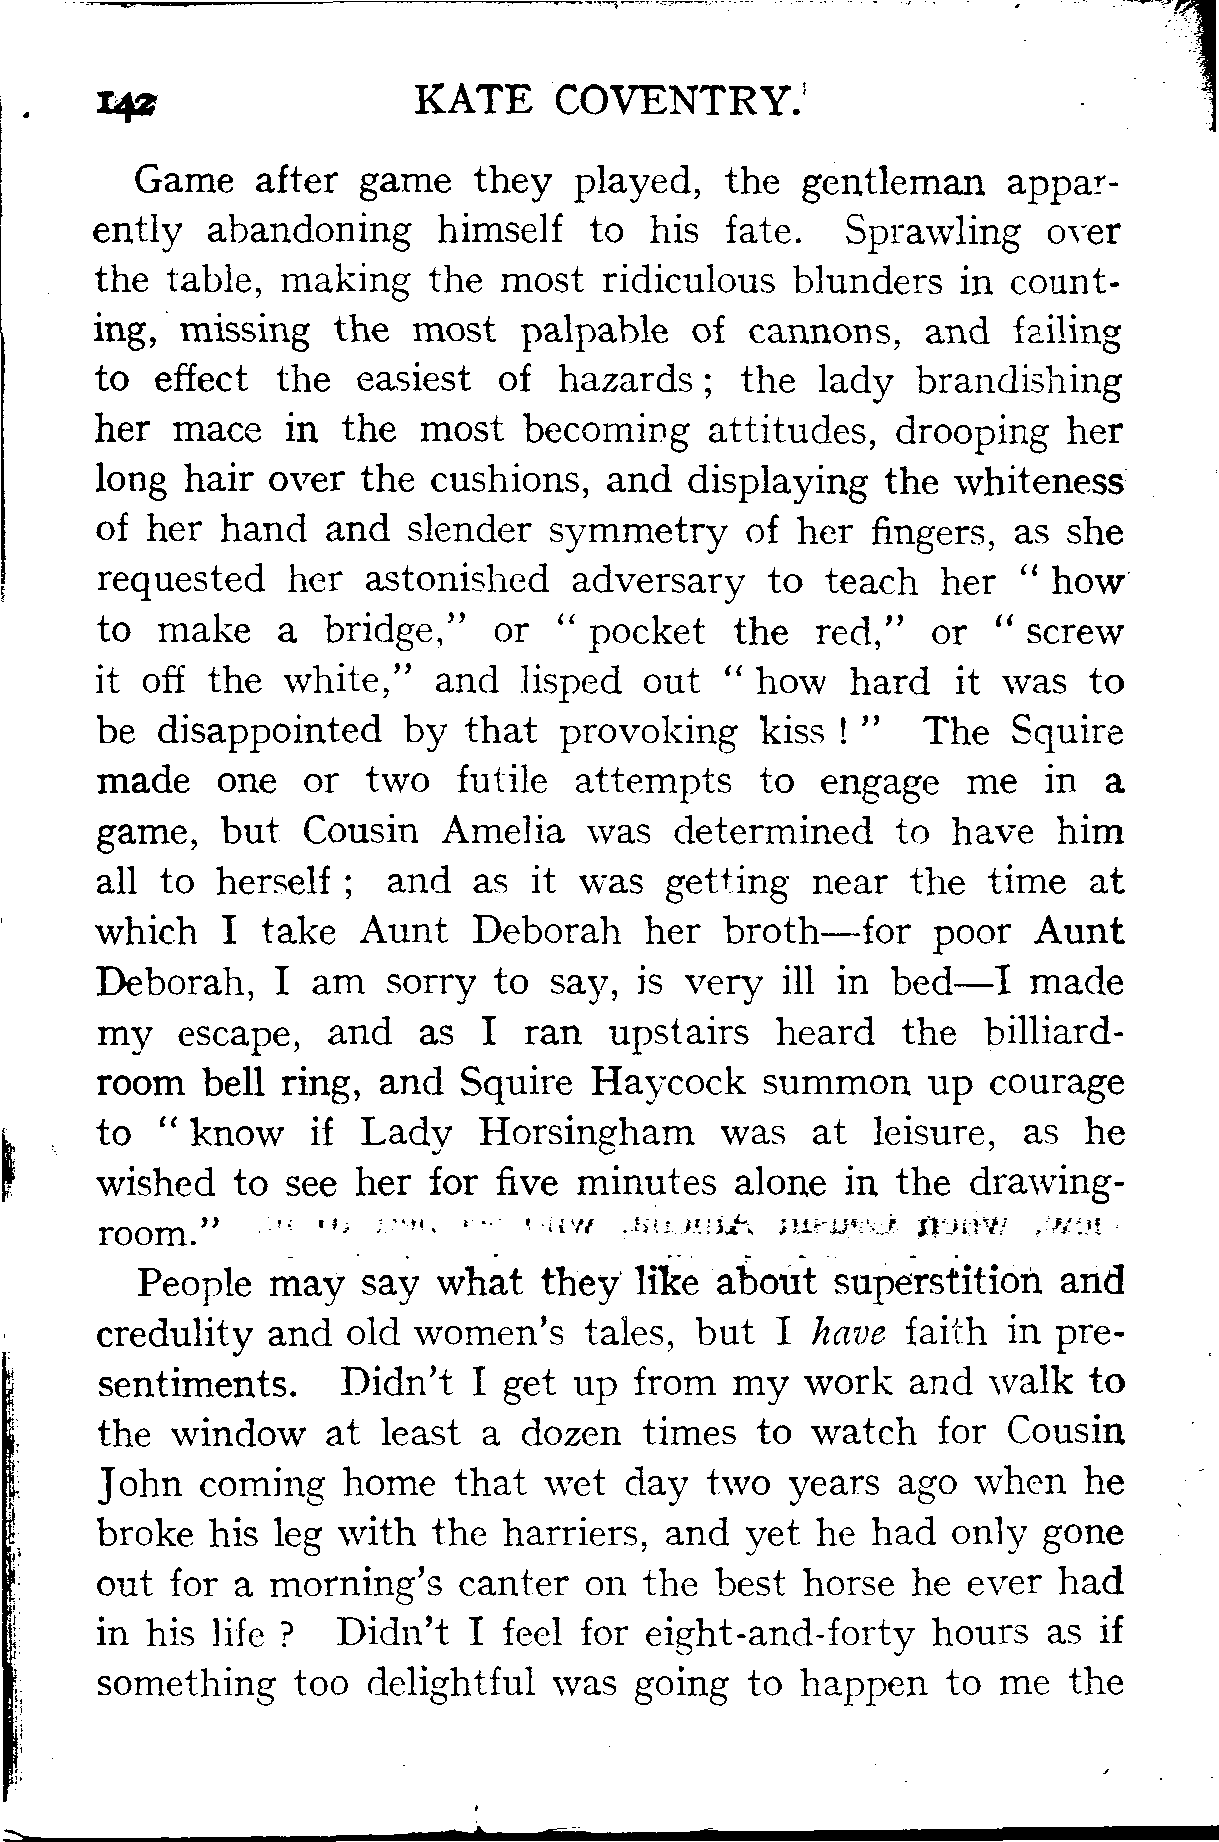 142 KATE COVENTRY.
Game after game they played, the gentleman appar-
ently abandoning himself to his fate. Sprawling over
the table, making the most ridiculous blunders in count-
ing, missing the most palpable of cannons, and failing
to effect the easiest of hazards ; the lady brandishing
her mace in the most becoming attitudes, drooping her
long hair over the cushions, and displaying the whiteness
of her hand and slender symmetry of her fingers, as she
requested her astonished adversary to teach her “ how
to make a bridge,” or “ pocket the red,” or “ screw
it off the white,” and lisped out “ how hard it was to
be disappointed by that provoking kiss ! ” The Squire
made one or two futile attempts to engage me in a
game, but Cousin Amelia was determined to have him
all to herself ; and as it was getting near the time at
which I take Aunt Deborah her broth—for poor Aunt
Deborah, I am sorry to say, is very ill in bed—I made
my escape, and as I ran upstairs heard the billiard-
room bell ring, and Squire Haycock summon up courage
to “ know if Lady Horsingham was at leisure, as he
wished to see her for five minutes alone in the drawing-
room.”
People may say what they like about superstition and
credulity and old women’s tales, but I have faith in pre-
sentiments. Didn’t I get up from my work and walk to
the window at least a dozen times to watch for Cousin
John coming home that wet day two years ago when he
broke his leg with the harriers, and yet he had only gone
out for a morning’s canter on the best horse he ever had
in his life ? Didn’t I feel for eight-and-forty hours as if
something too delightful was going to happen to me the